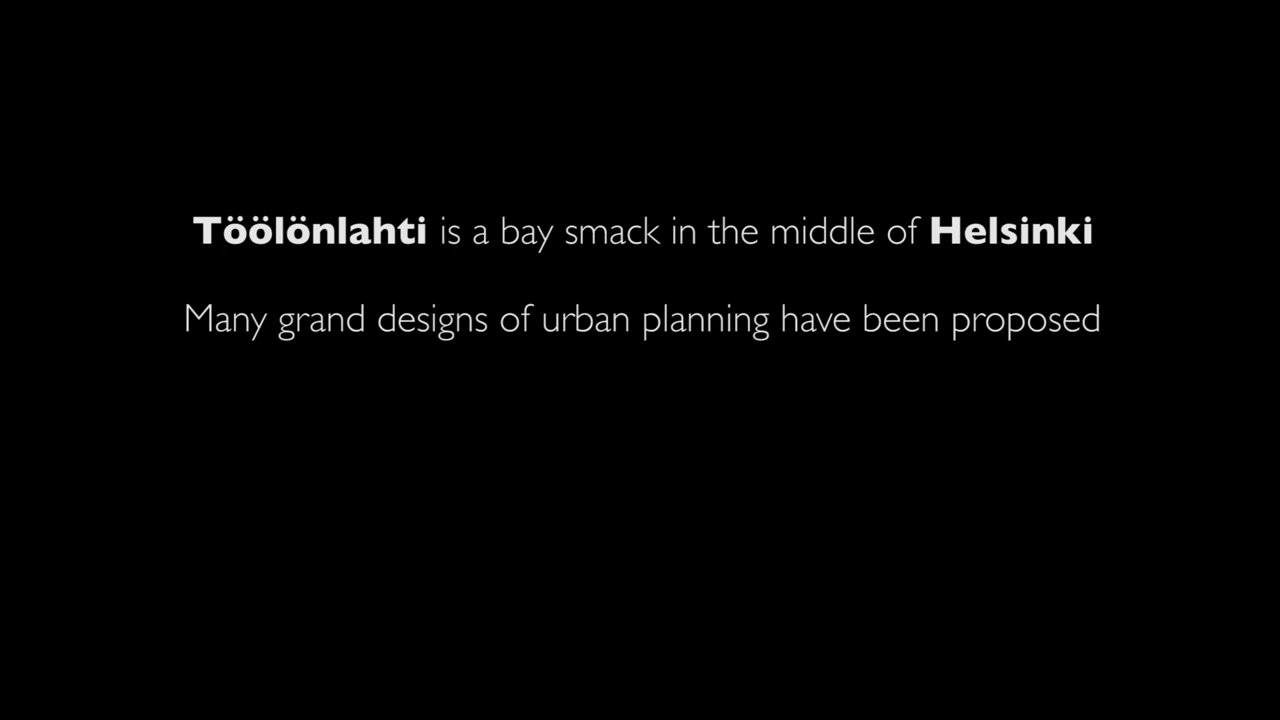 Töölönlahti is a bay smack in the middle of Helsinki
Many grand designs of urban planning have been proposed